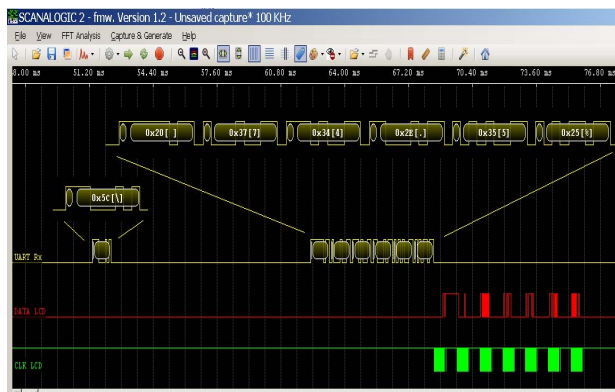 SCANALOGIC 2 - fmw. Version 1.2 - Unsaved capture* 100 KHz
File View FFT Analysis Capture & Generate Help
8.00 ms 51.20 ms 54.40 ms 57.60 ms 60.80 ms 64.00 ms 67.20 ms 70.40 ms 73.60 ms 76.80 ms
0x20[ ] 0x37[7] 0x34[4] 0x2E[.] 0x35[5] 0x25[%]
0x5C[\]
UART Rx
DATA LCD
CLK LCD